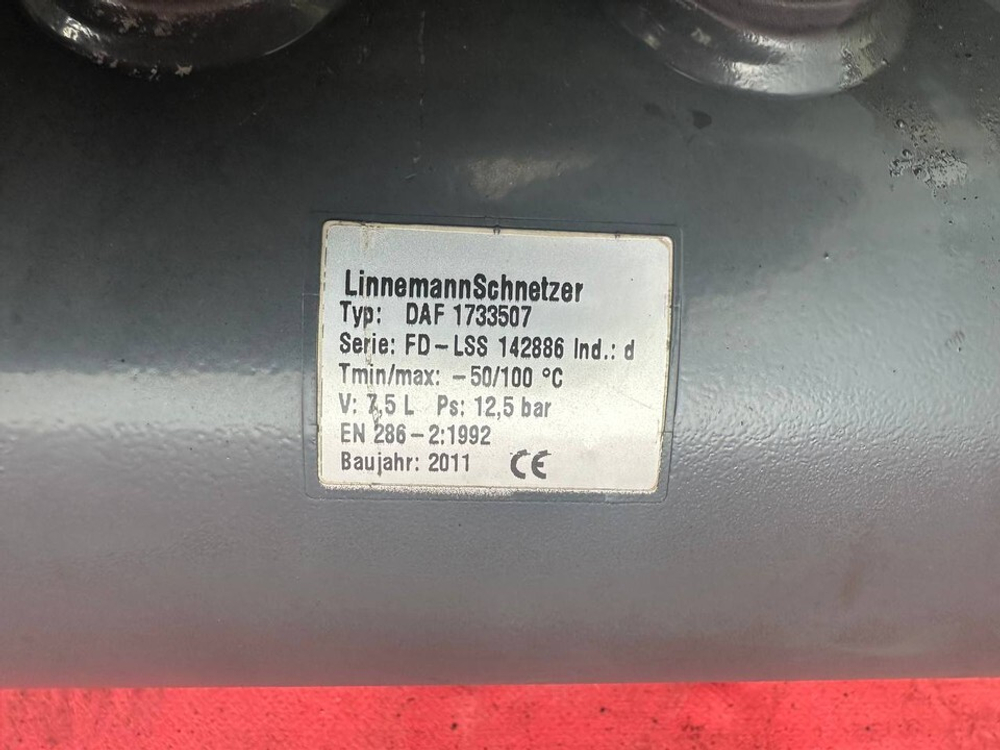 LinnemannSchnetzer
Typ: DAF 1733507
Serie: FD-LSS 142886 Ind.: d
Tmin/max: -50/100 °C
V: 7,5 L Ps: 12,5 bar
EN 286-2:1992
Baujahr: 2011 CE